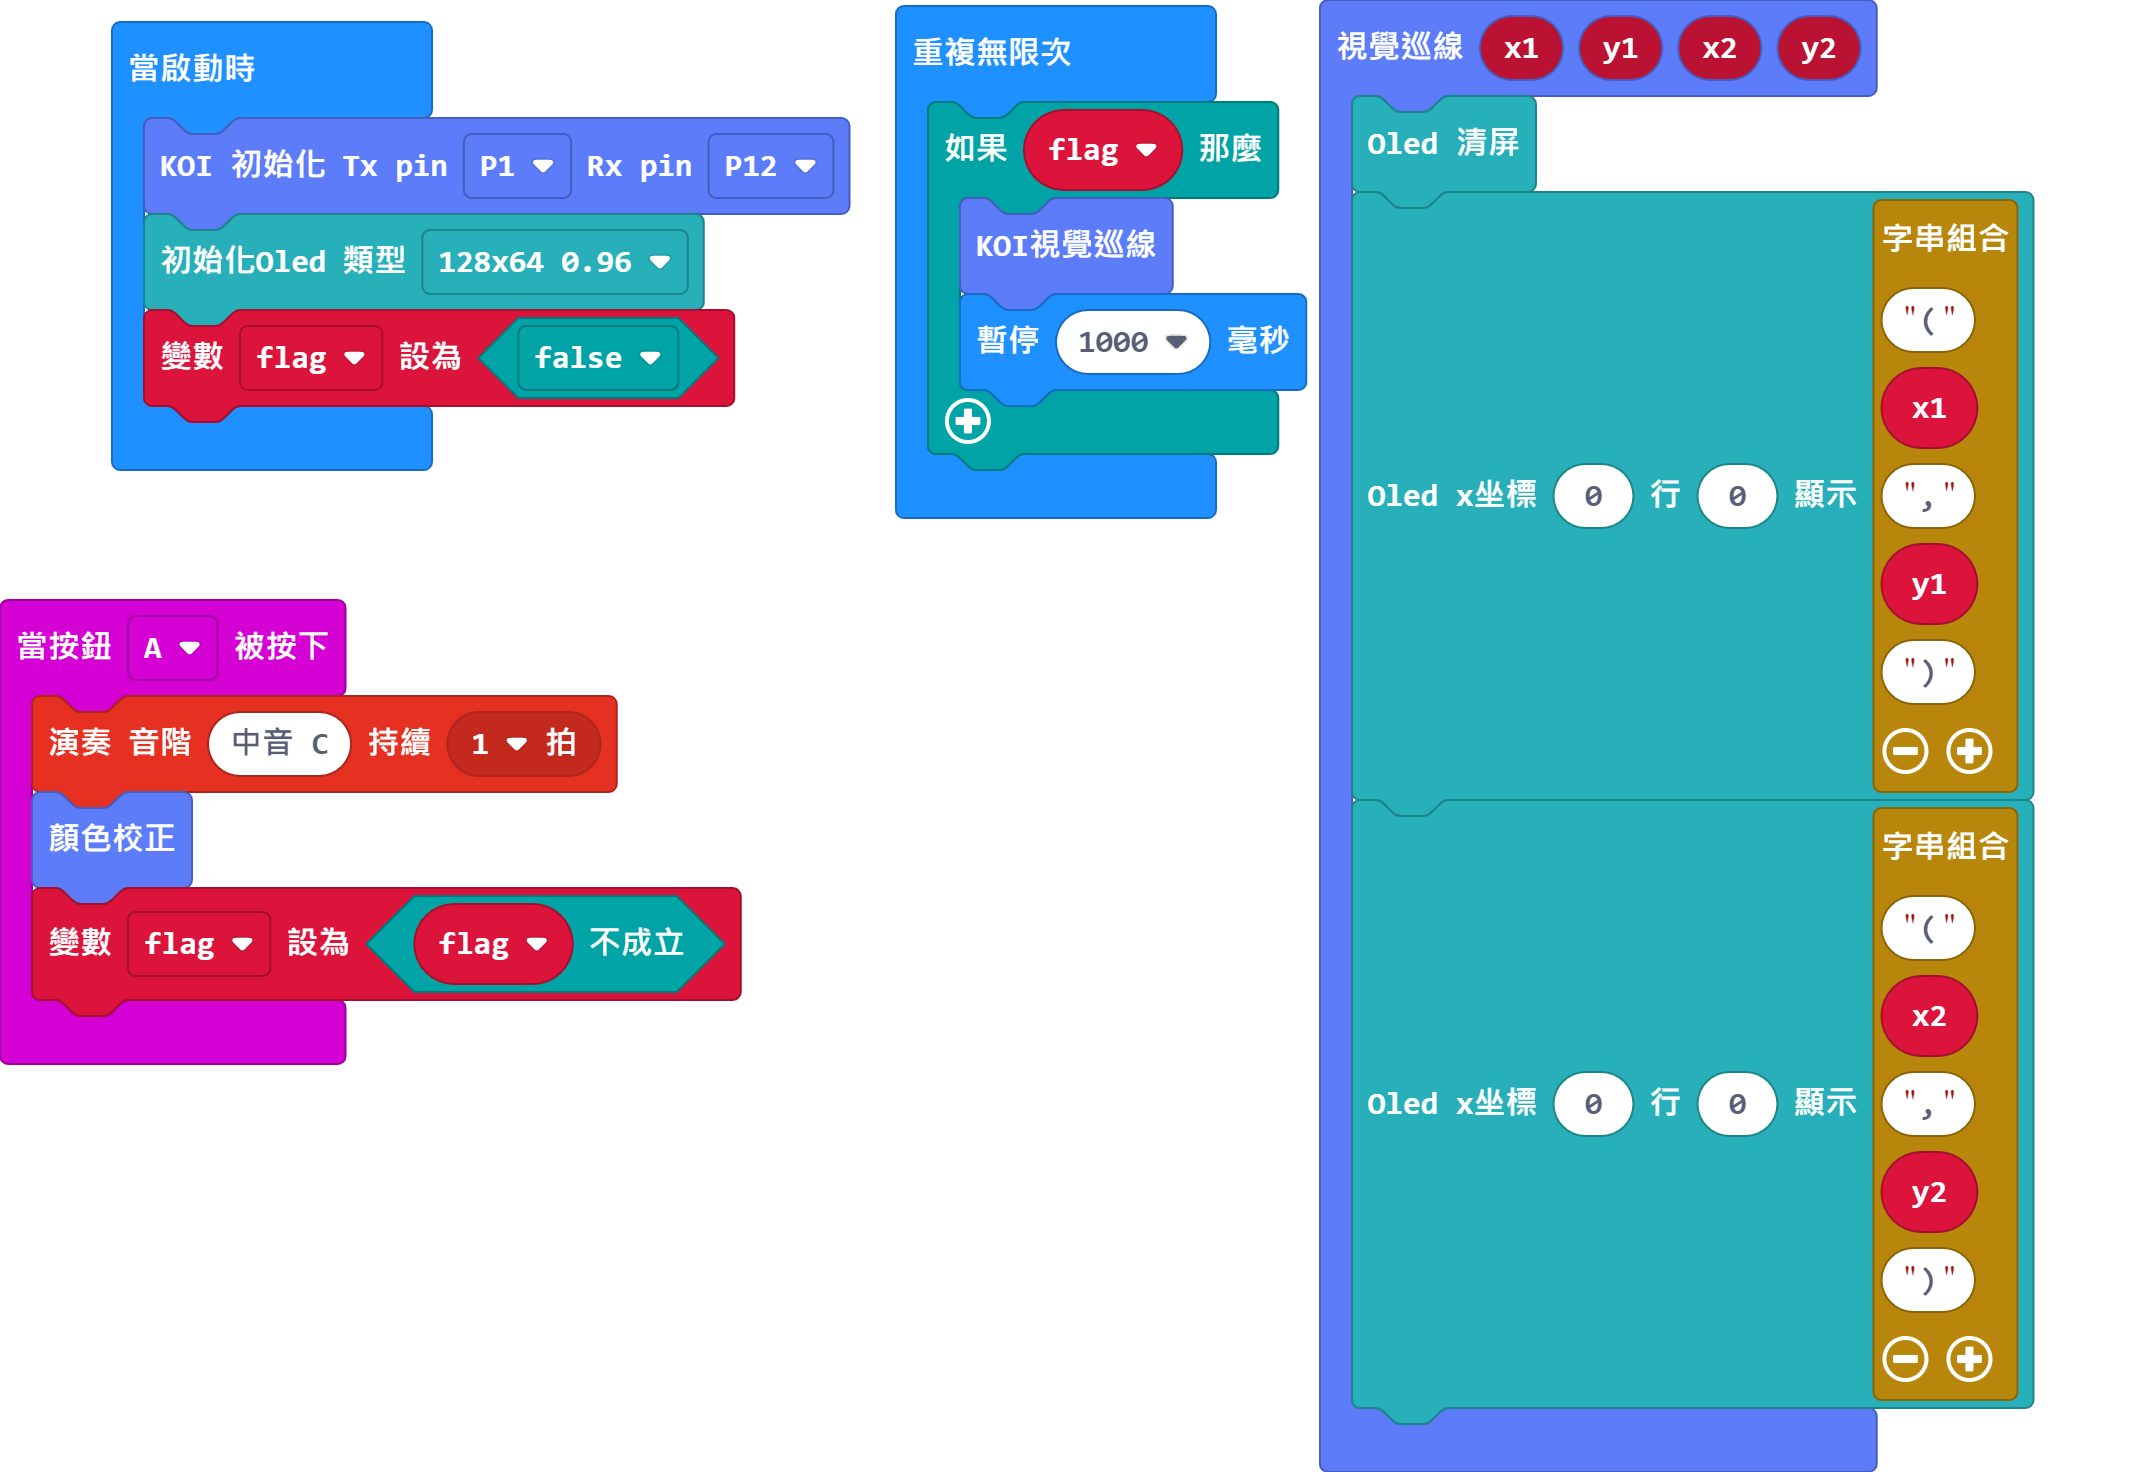 當啟動時
KOI 初始化 Tx pin P1 Rx pin P12
初始化Oled 類型 128x64 0.96
變數 flag 設為 false
重複無限次
如果 flag 那麼
KOI視覺巡線
暫停 1000 毫秒
當按鈕 A 被按下
演奏 音階 中音 C 持續 1 拍
顏色校正
變數 flag 設為 flag 不成立
視覺巡線 x1 y1 x2 y2
Oled 清屏
Oled x坐標 0 行 0 顯示
字串組合
"("
x1
","
y1
")"
Oled x坐標 0 行 0 顯示
字串組合
"("
x2
","
y2
")"